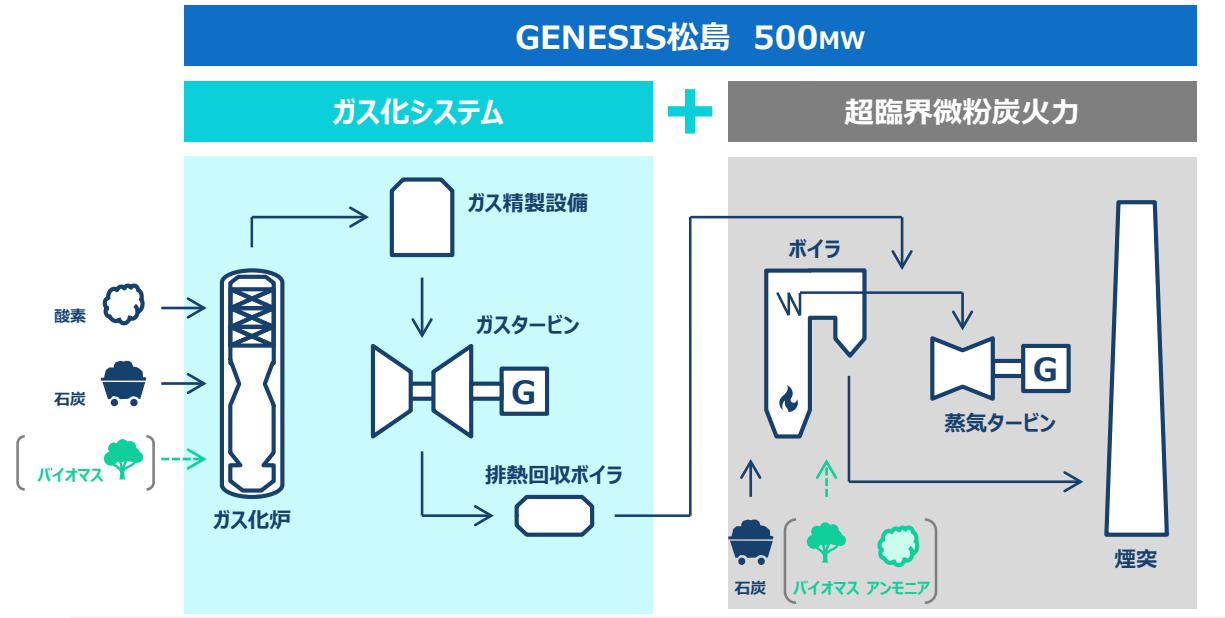 GENESIS松島 500MW
ガス化システム
超臨界微粉炭火力
ガス精製設備
酸素
石炭
バイオマス
ガス化炉
ガスタービン
G
排熱回収ボイラ
ボイラ
G
蒸気タービン
石炭
バイオマス
アンモニア
煙突